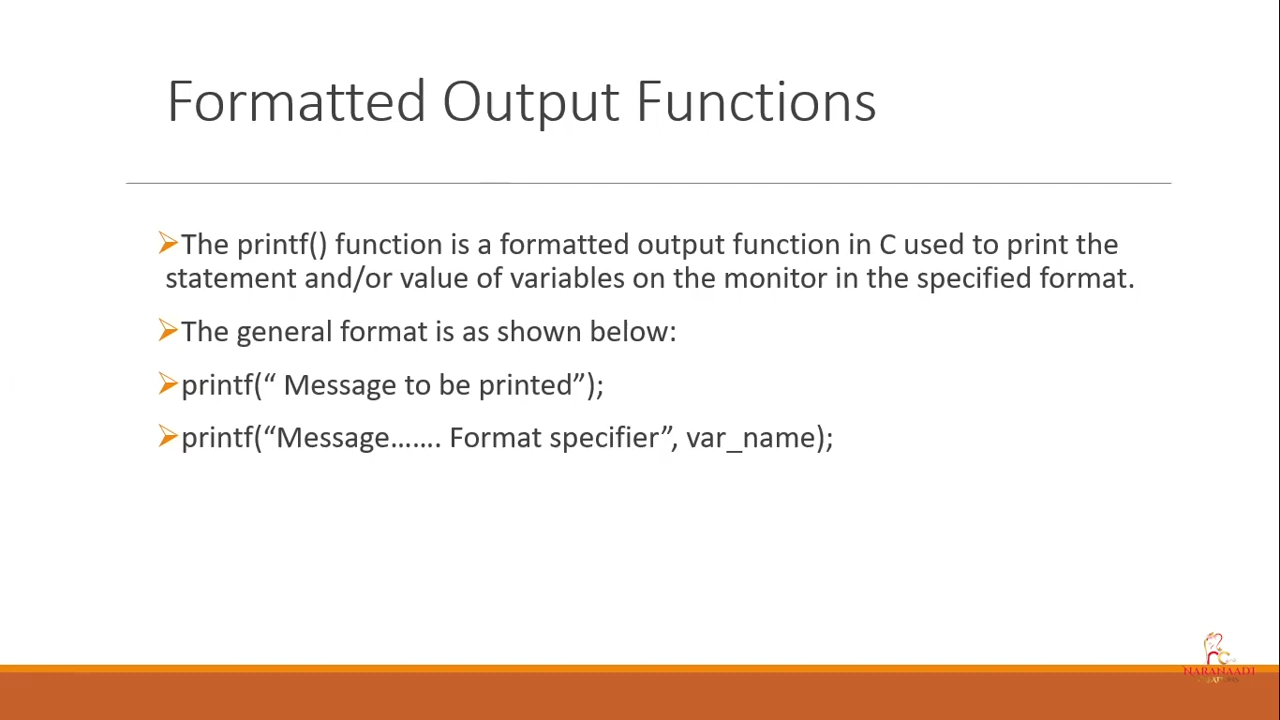 Formatted Output Functions
➢The printf() function is a formatted output function in C used to print the
statement and/or value of variables on the monitor in the specified format.
➢The general format is as shown below:
➢printf(“ Message to be printed”);
➢printf(“Message……. Format specifier”, var_name);
NARANAADI